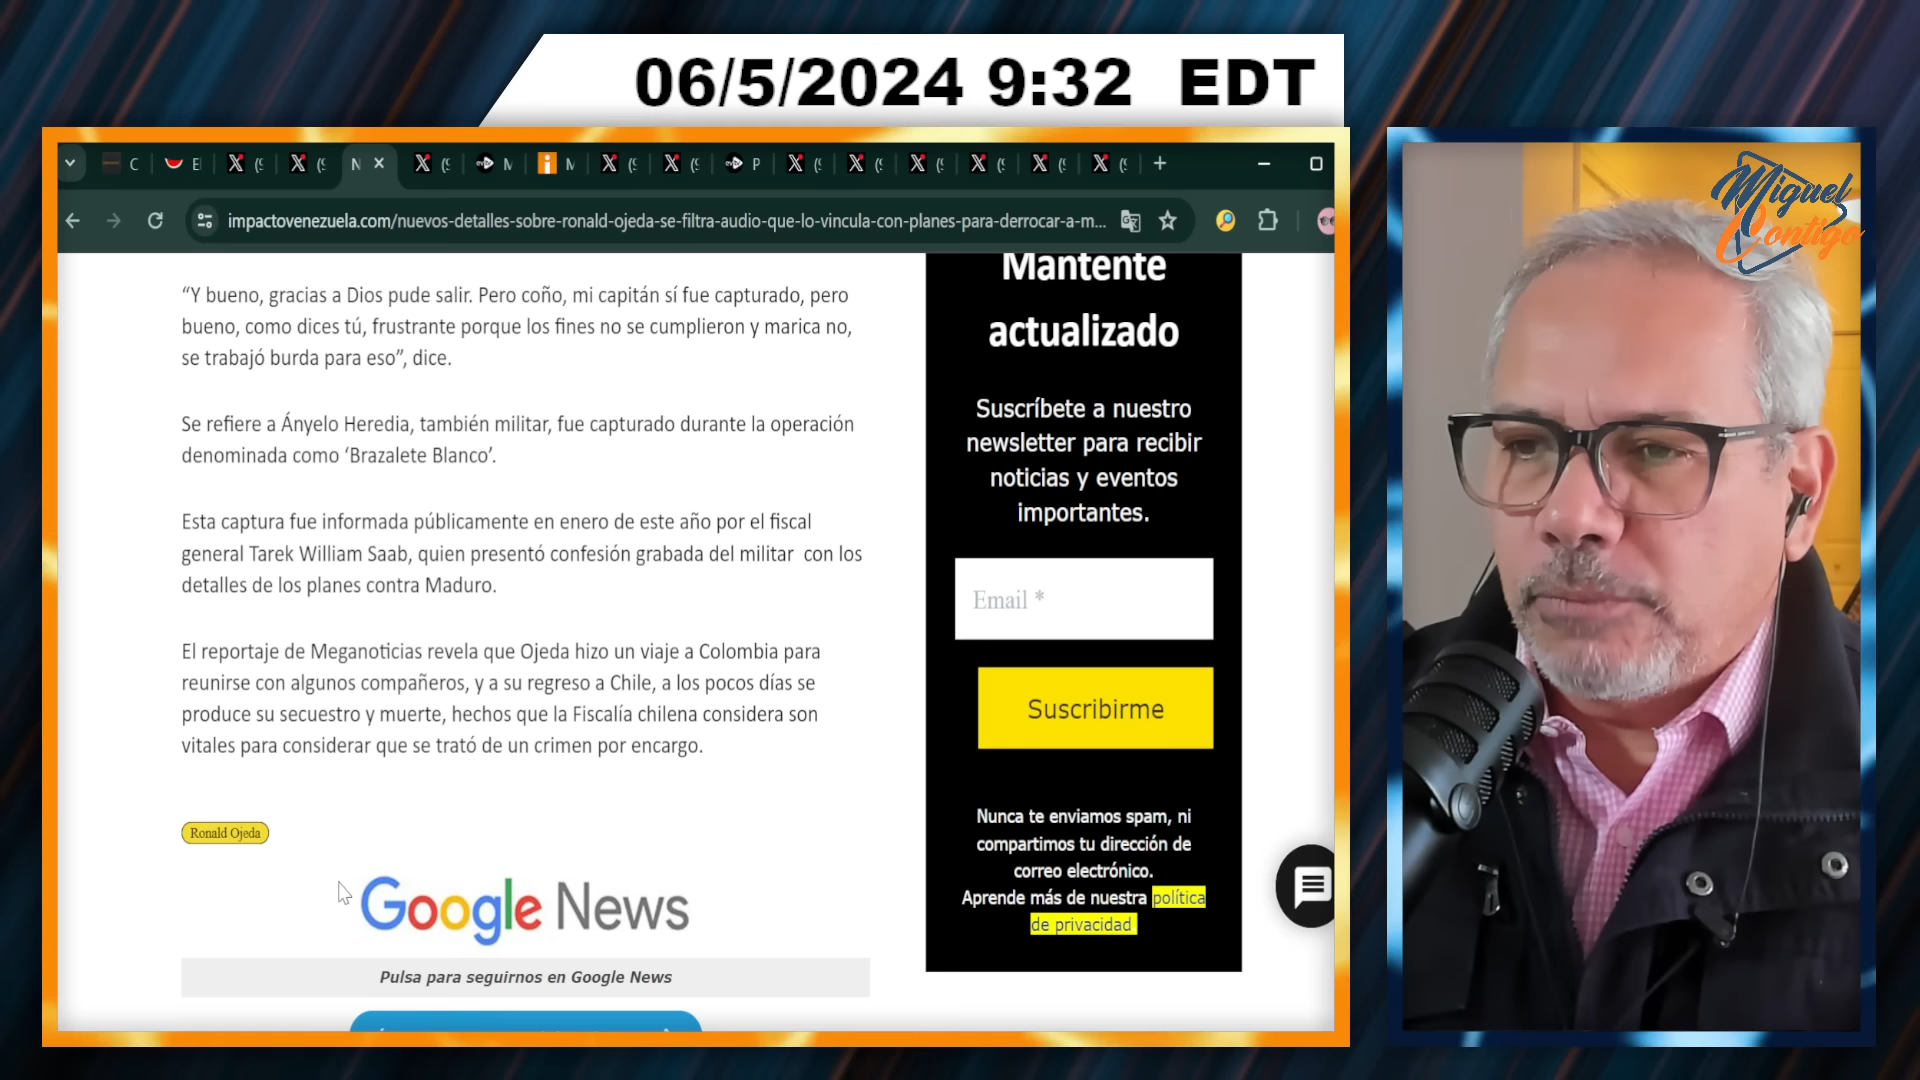 06/5/2024 9:32 EDT
Miguel
Contigo
impactovenezuela.com/nuevos-detalles-sobre-ronald-ojeda-se-filtra-audio-que-lo-vincula-con-planes-para-derrocar-a-m...
“Y bueno, gracias a Dios pude salir. Pero coño, mi capitán sí fue capturado, pero
bueno, como dices tú, frustrante porque los fines no se cumplieron y marica no,
se trabajó burda para eso”, dice.
Se refiere a Ányelo Heredia, también militar, fue capturado durante la operación
denominada como ‘Brazalete Blanco’.
Esta captura fue informada públicamente en enero de este año por el fiscal
general Tarek William Saab, quien presentó confesión grabada del militar con los
detalles de los planes contra Maduro.
El reportaje de Meganoticias revela que Ojeda hizo un viaje a Colombia para
reunirse con algunos compañeros, y a su regreso a Chile, a los pocos días se
produce su secuestro y muerte, hechos que la Fiscalía chilena considera son
vitales para considerar que se trató de un crimen por encargo.
Ronald Ojeda
Google News
Pulsa para seguirnos en Google News
Mantente
actualizado
Suscríbete a nuestro
newsletter para recibir
noticias y eventos
importantes.
Email *
Suscribirme
Nunca te enviamos spam, ni
compartimos tu dirección de
correo electrónico.
Aprende más de nuestra política
de privacidad